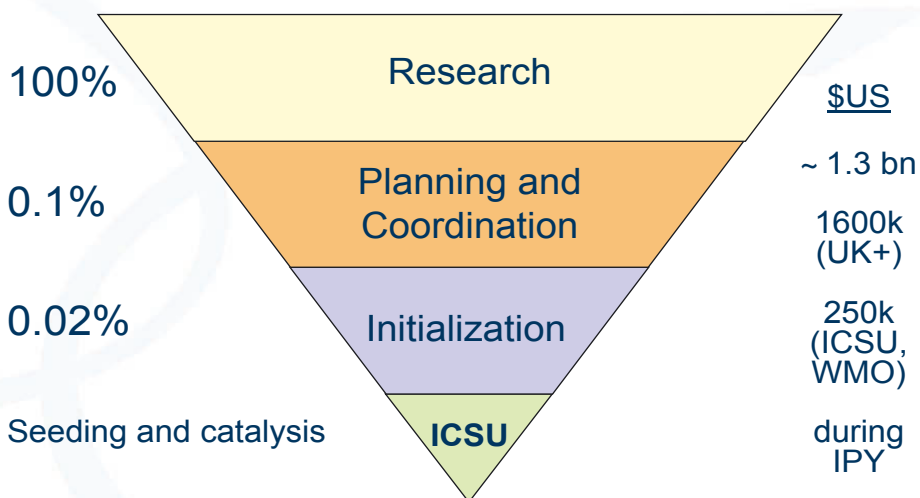 100%
Research
$US
~ 1.3 bn
0.1%
Planning and
Coordination
1600k
(UK+)
0.02%
Initialization
250k
(ICSU,
WMO)
Seeding and catalysis
ICSU
during
IPY